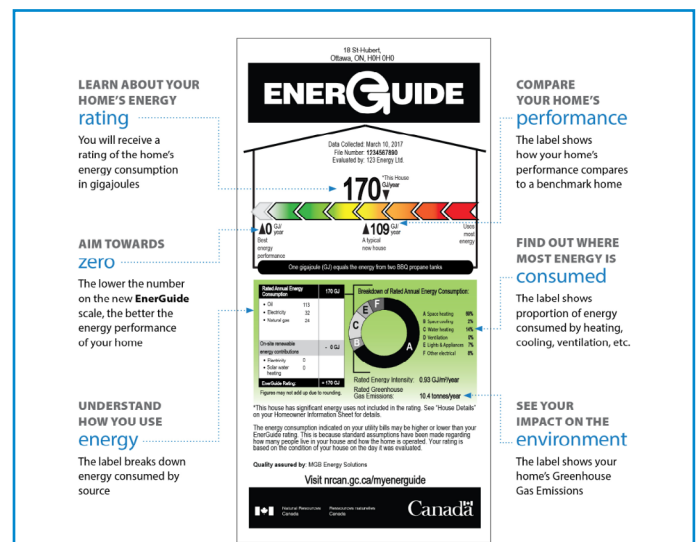 18 St-Hubert,
Ottawa, ON, H0H 0H0
ENERGUIDE
LEARN ABOUT YOUR
HOME'S ENERGY
rating
You will receive a
rating of the home's
energy consumption
in gigajoules
AIM TOWARDS
zero
The lower the number
on the new EnerGuide
scale, the better the
energy performance
of your home
UNDERSTAND
HOW YOU USE
energy
The label breaks down
energy consumed by
source
Data Collected: March 10, 2017
File Number: 1234567890
Evaluated by: 123 Energy Ltd.
170 *This House
GJ/year
0 GJ/
year
Best
energy
performance
109 GJ/
year
A typical
new house
Uses
most
energy
One gigajoule (GJ) equals the energy from two BBQ propane tanks
Rated Annual Energy
Consumption 170 GJ
• Oil 113
• Electricity 32
• Natural gas 24
On-site renewable
energy contributions - 0 GJ
• Electricity 0
• Solar water
heating 0
EnerGuide Rating: = 170 GJ
Figures may not add up due to rounding.
Breakdown of Rated Annual Energy Consumption:
A
B
C
E
F
A Space heating
B Space cooling
C Water heating 14%
D Ventilation
E Lights & Appliances 7%
F Other electrical
Rated Energy Intensity: 0.93 GJ/m²/year
Rated Greenhouse
Gas Emissions: 10.4 tonnes/year
*This house has significant energy uses not included in the rating. See "House Details"
on your Homeowner Information Sheet for details.
The energy consumption indicated on your utility bills may be higher or lower than your
EnerGuide rating. This is because standard assumptions have been made regarding
how many people live in your house and how the home is operated. Your rating is
based on the condition of your house on the day it was evaluated.
Quality assured by: MGB Energy Solutions
Visit nrcan.gc.ca/myenerguide
Natural Resources
Canada
Ressources naturelles
Canada
Canada
COMPARE
YOUR HOME'S
performance
The label shows
how your home's
performance compares
to a benchmark home
FIND OUT WHERE
MOST ENERGY IS
consumed
The label shows
proportion of energy
consumed by heating,
cooling, ventilation, etc.
SEE YOUR
IMPACT ON THE
environment
The label shows your
home's Greenhouse
Gas Emissions